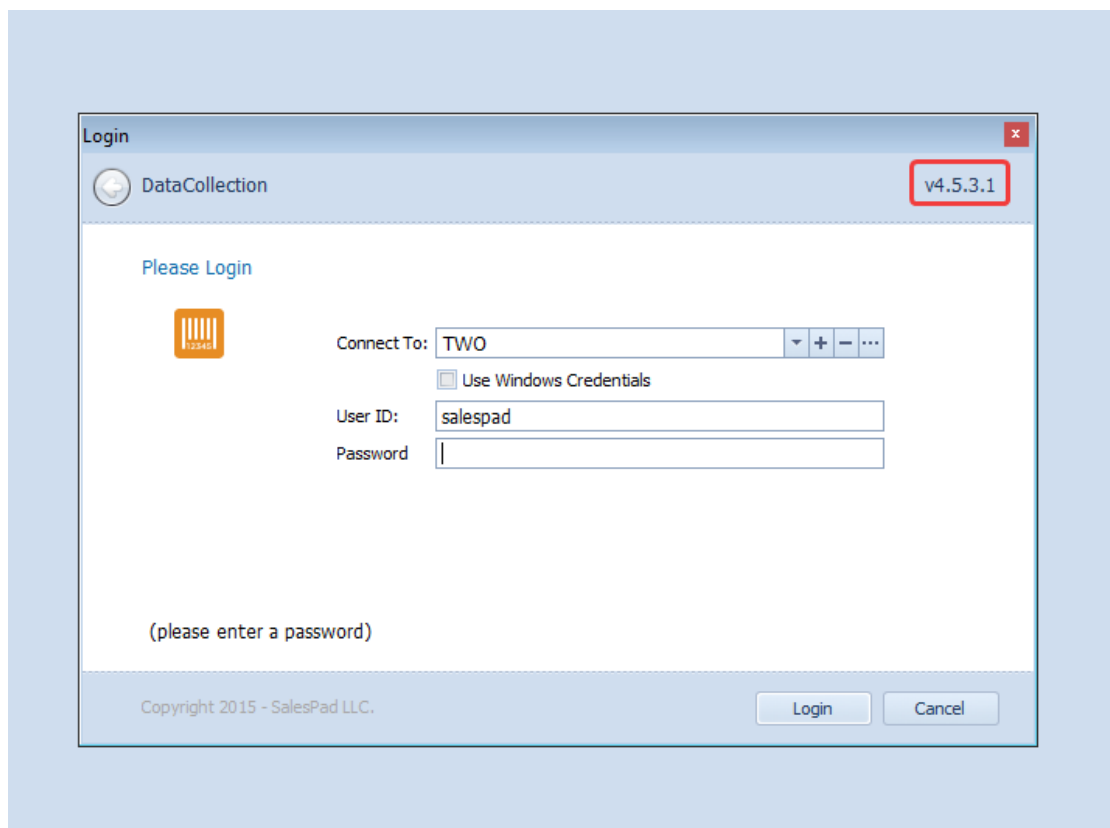 Login
x
DataCollection
v4.5.3.1
Please Login
12345
Connect To: TWO
Use Windows Credentials
User ID: salespad
Password
(please enter a password)
Copyright 2015 - SalesPad LLC.
Login Cancel